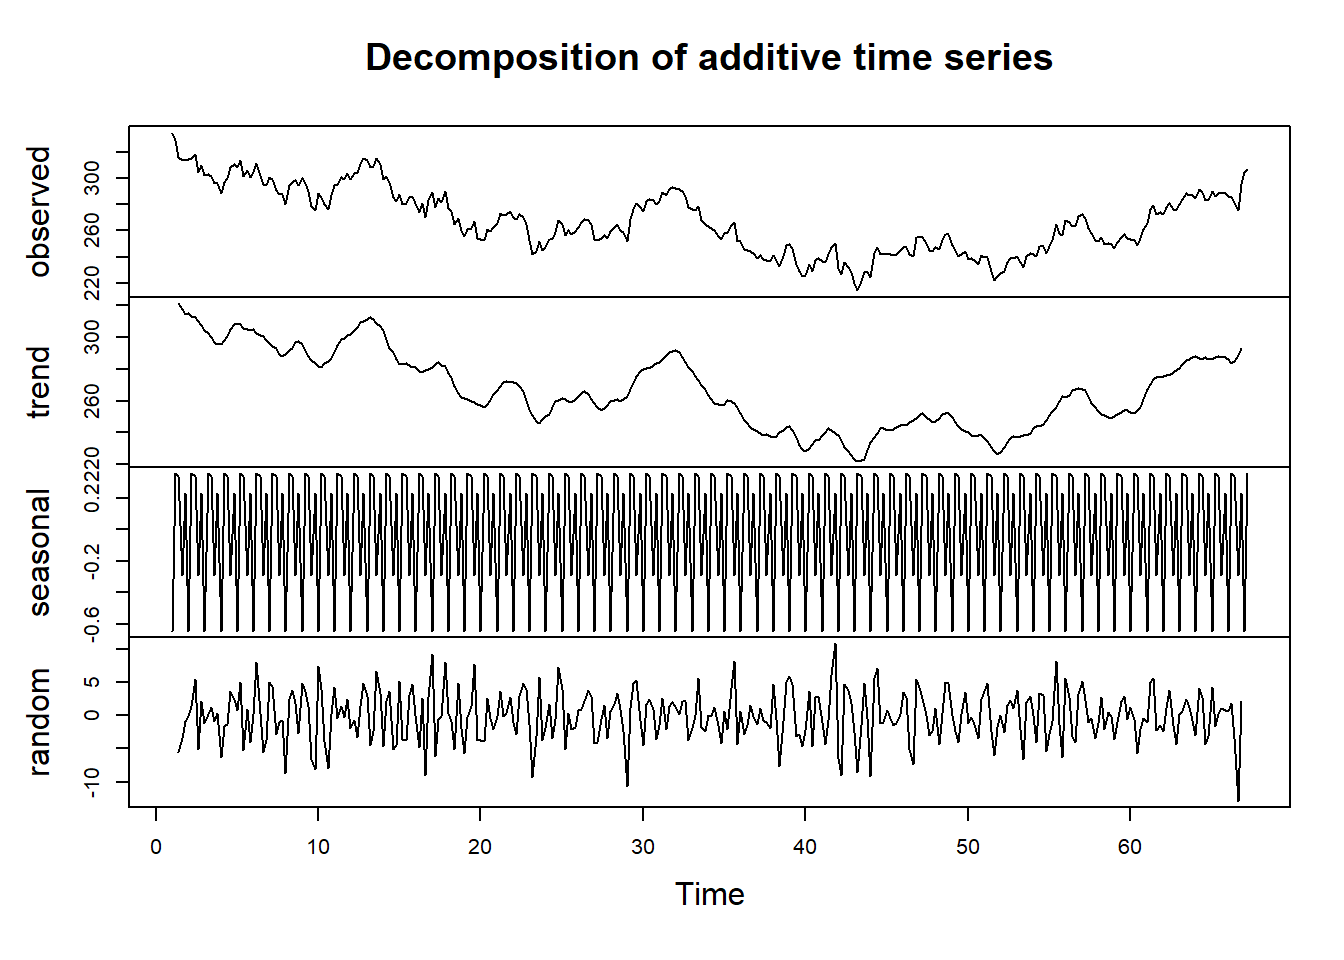 Decomposition of additive time series
observed
220 260 300
trend
220 260 300
seasonal
-0.6 -0.2 0.2
random
-10 0 5
0 10 20 30 40 50 60
Time